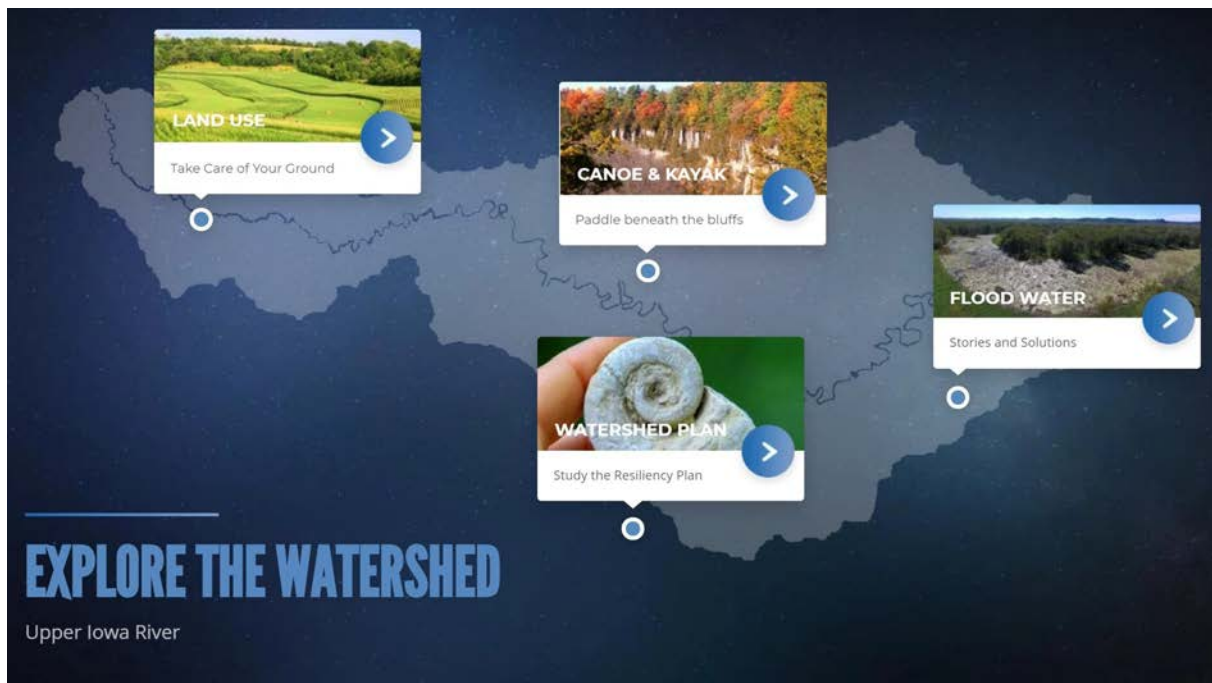 LAND USE
Take Care of Your Ground
CANOE & KAYAK
Paddle beneath the bluffs
FLOOD WATER
Stories and Solutions
WATERSHED PLAN
Study the Resiliency Plan
EXPLORE THE WATERSHED
Upper Iowa River